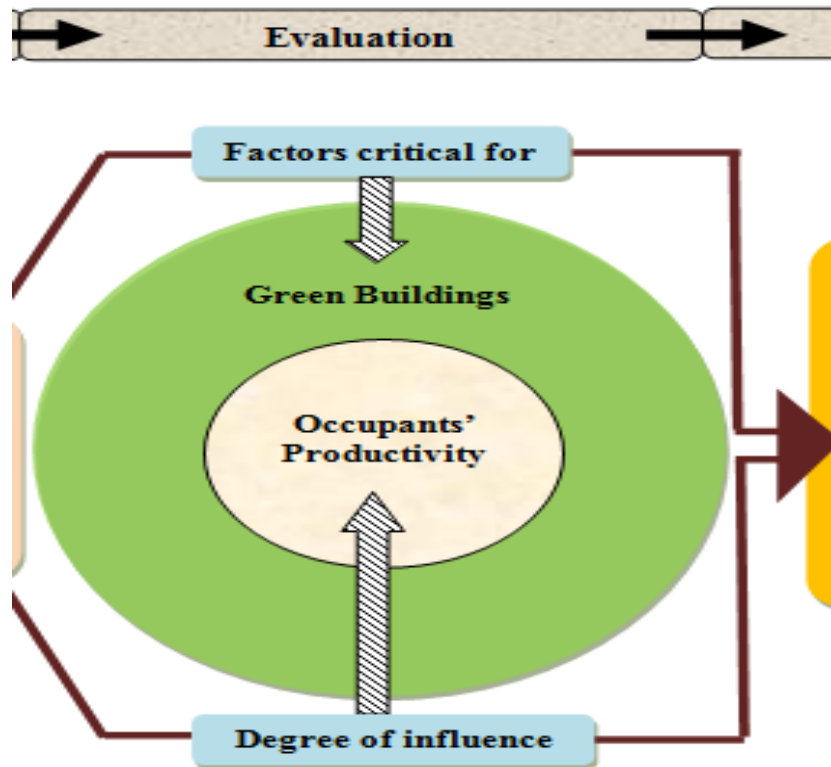 Evaluation
Factors critical for
Green Buildings
Occupants’
Productivity
Degree of influence